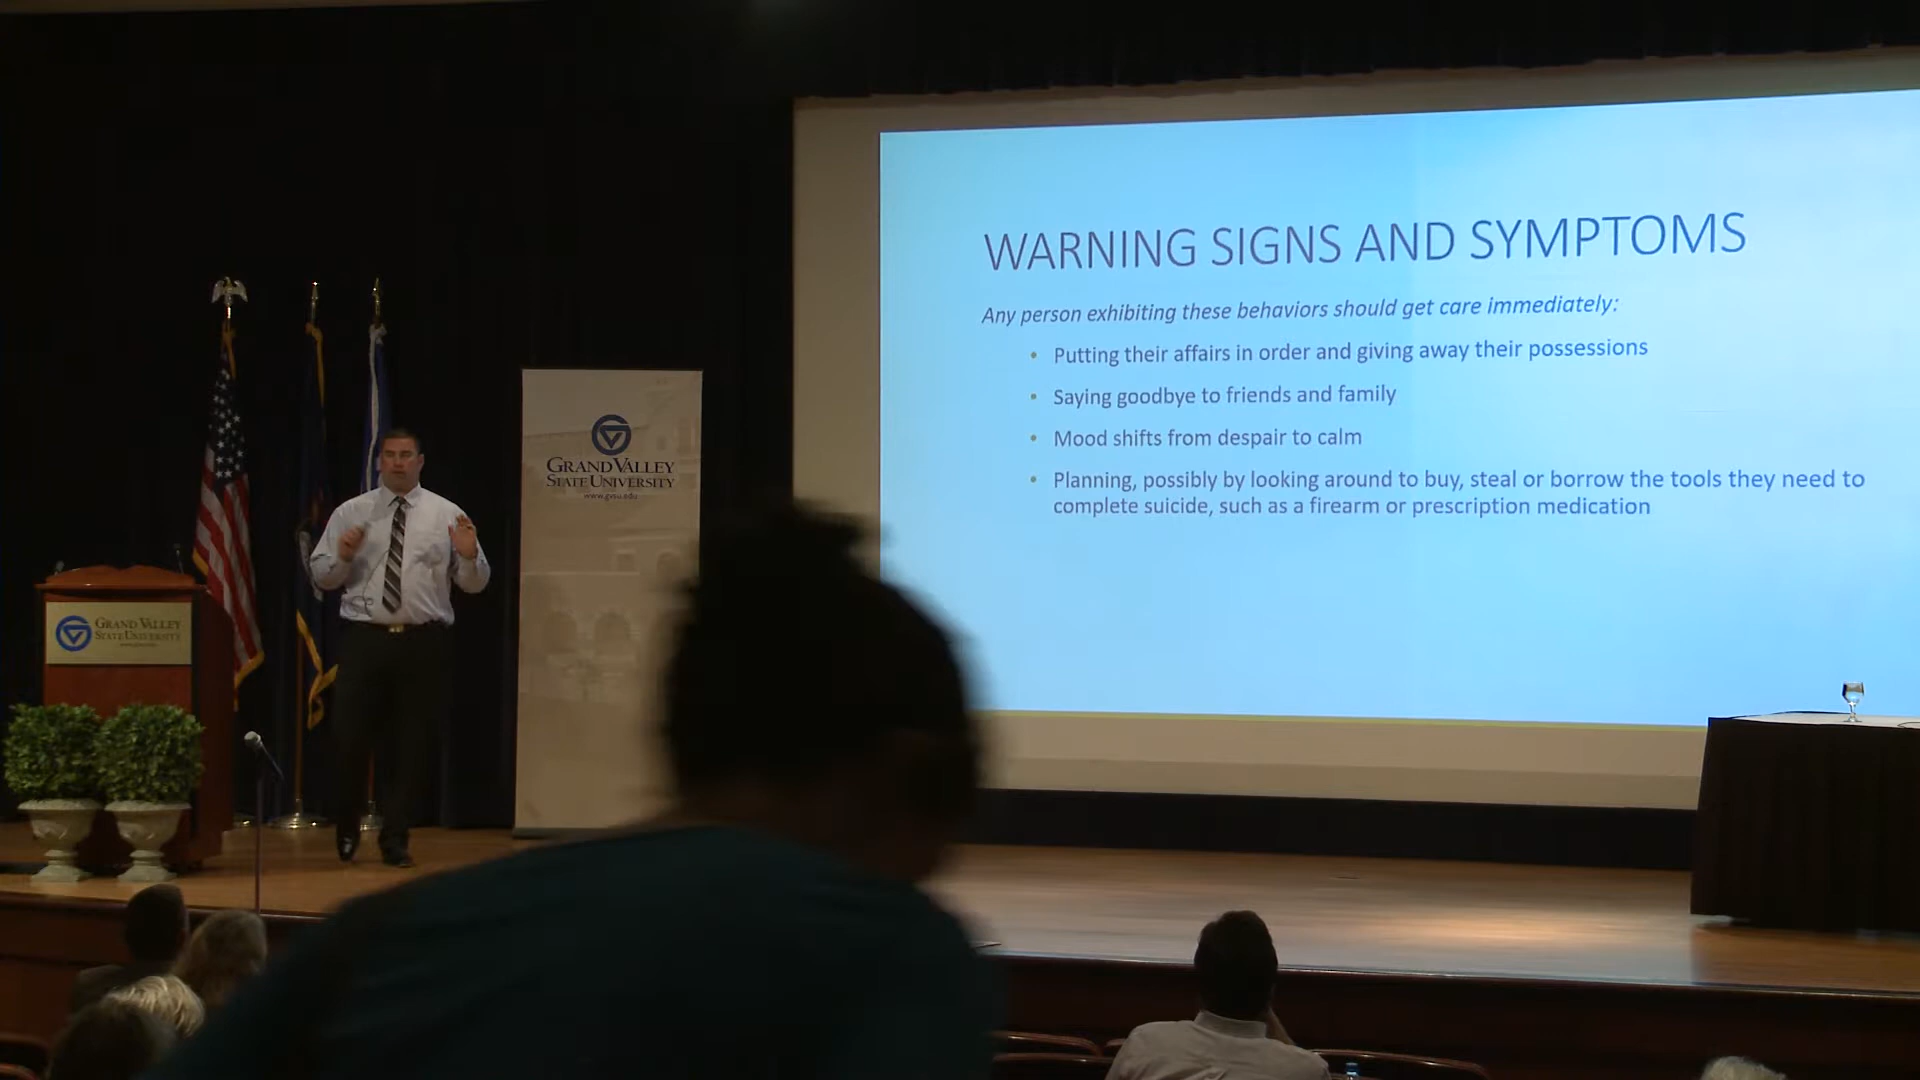 WARNING SIGNS AND SYMPTOMS
Any person exhibiting these behaviors should get care immediately:
• Putting their affairs in order and giving away their possessions
• Saying goodbye to friends and family
• Mood shifts from despair to calm
• Planning, possibly by looking around to buy, steal or borrow the tools they need to
complete suicide, such as a firearm or prescription medication
GRAND VALLEY
STATE UNIVERSITY
www.gvsu.edu
GRAND VALLEY
STATE UNIVERSITY